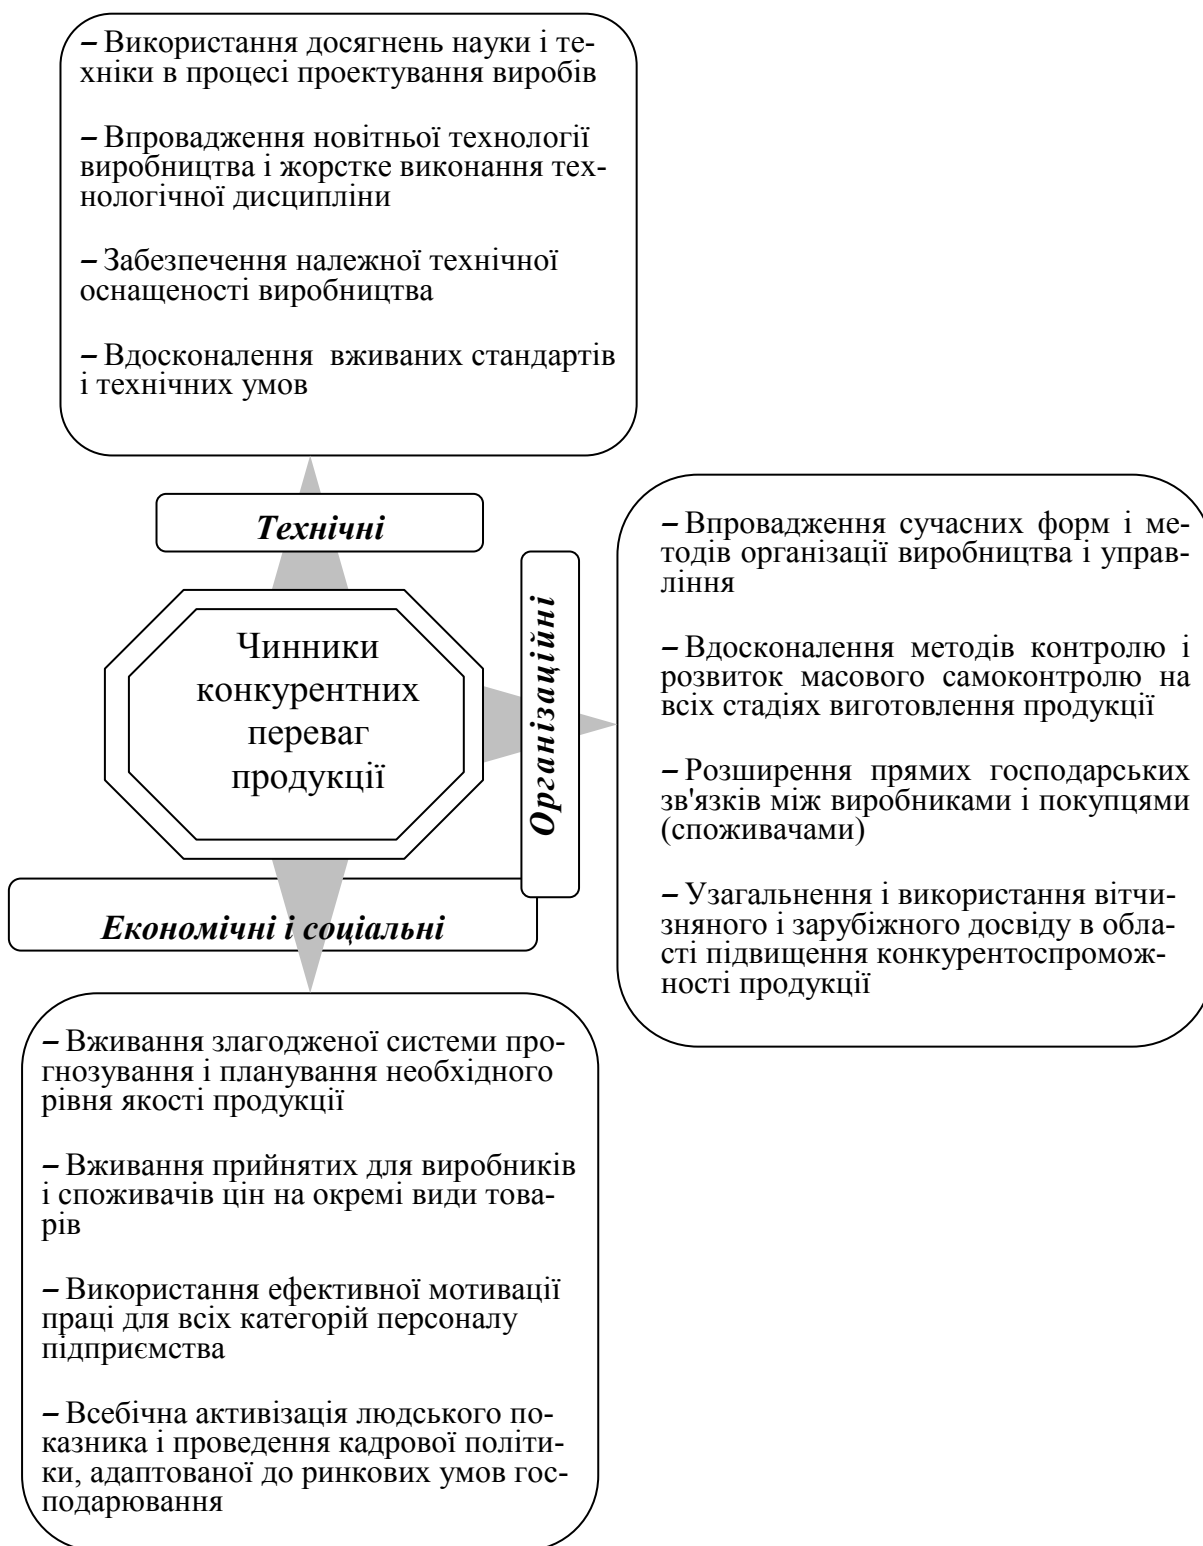 – Використання досягнень науки і те-
хніки в процесі проектування виробів
– Впровадження новітньої технології
виробництва і жорстке виконання тех-
нологічної дисципліни
– Забезпечення належної технічної
оснащеності виробництва
– Вдосконалення вживаних стандартів
і технічних умов
Технічні
Чинники
конкурентних
переваг
продукції
Організаційні
– Впровадження сучасних форм і ме-
тодів організації виробництва і управ-
ління
– Вдосконалення методів контролю і
розвиток масового самоконтролю на
всіх стадіях виготовлення продукції
– Розширення прямих господарських
зв'язків між виробниками і покупцями
(споживачами)
– Узагальнення і використання вітчи-
зняного і зарубіжного досвіду в обла-
сті підвищення конкурентоспромож-
ності продукції
Економічні і соціальні
– Вживання злагодженої системи про-
гнозування і планування необхідного
рівня якості продукції
– Вживання прийнятих для виробників
і споживачів цін на окремі види това-
рів
– Використання ефективної мотивації
праці для всіх категорій персоналу
підприємства
– Всебічна активізація людського по-
казника і проведення кадрової політи-
ки, адаптованої до ринкових умов гос-
подарювання